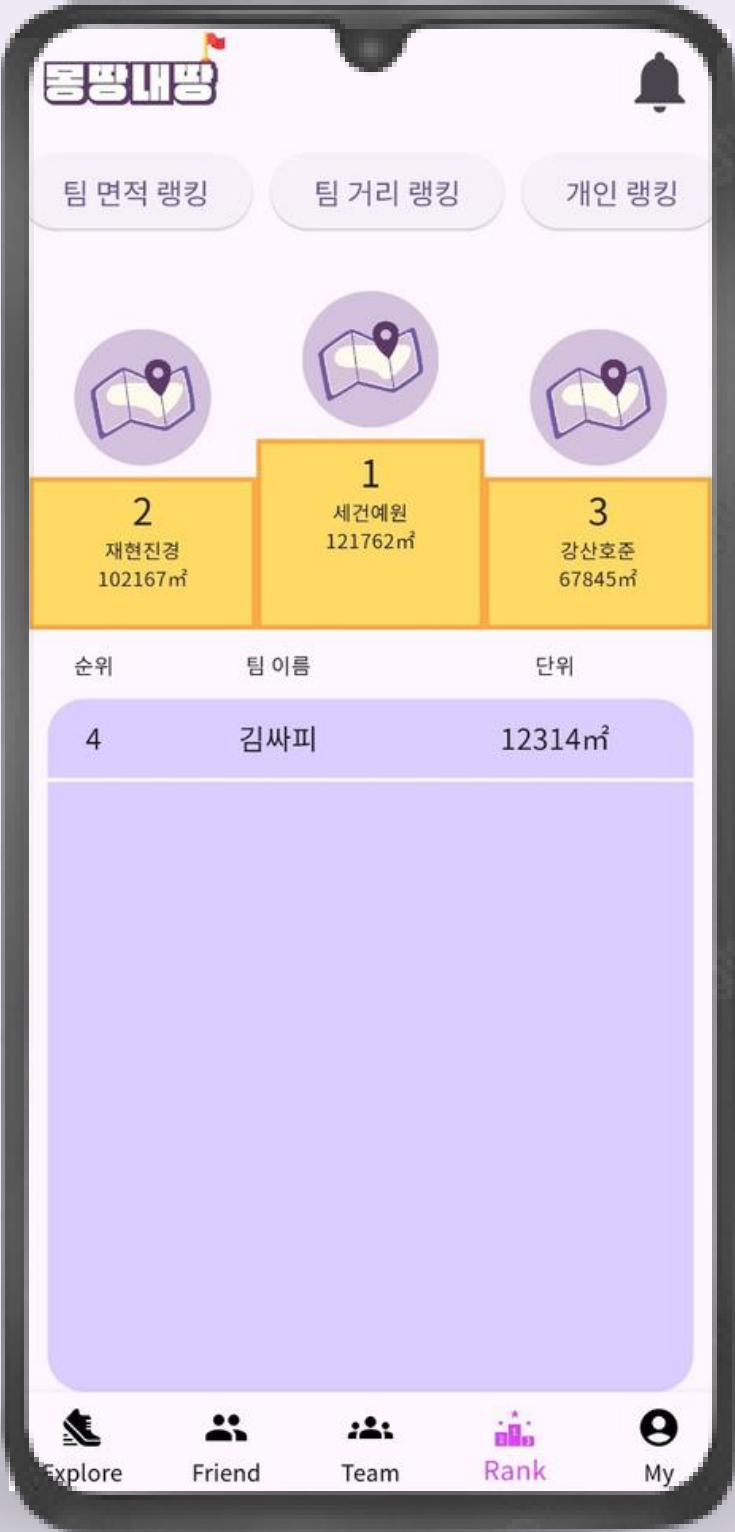 몽땅내땅
팀 면적 랭킹 팀 거리 랭킹 개인 랭킹
1
세건예원
121762㎡
2
재현진경
102167㎡
3
강산호준
67845㎡
순위 팀 이름 단위
4 김싸피 12314㎡
Explore Friend Team Rank My